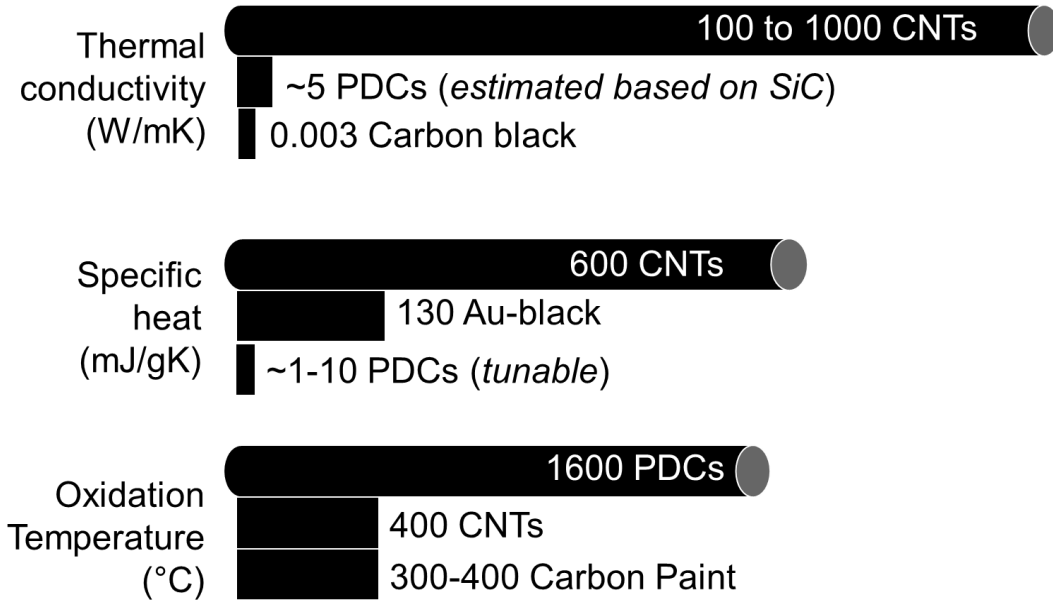 Thermal
conductivity
(W/mK)
100 to 1000 CNTs
~5 PDCs (estimated based on SiC)
0.003 Carbon black
Specific
heat
(mJ/gK)
600 CNTs
130 Au-black
~1-10 PDCs (tunable)
Oxidation
Temperature
(°C)
1600 PDCs
400 CNTs
300-400 Carbon Paint